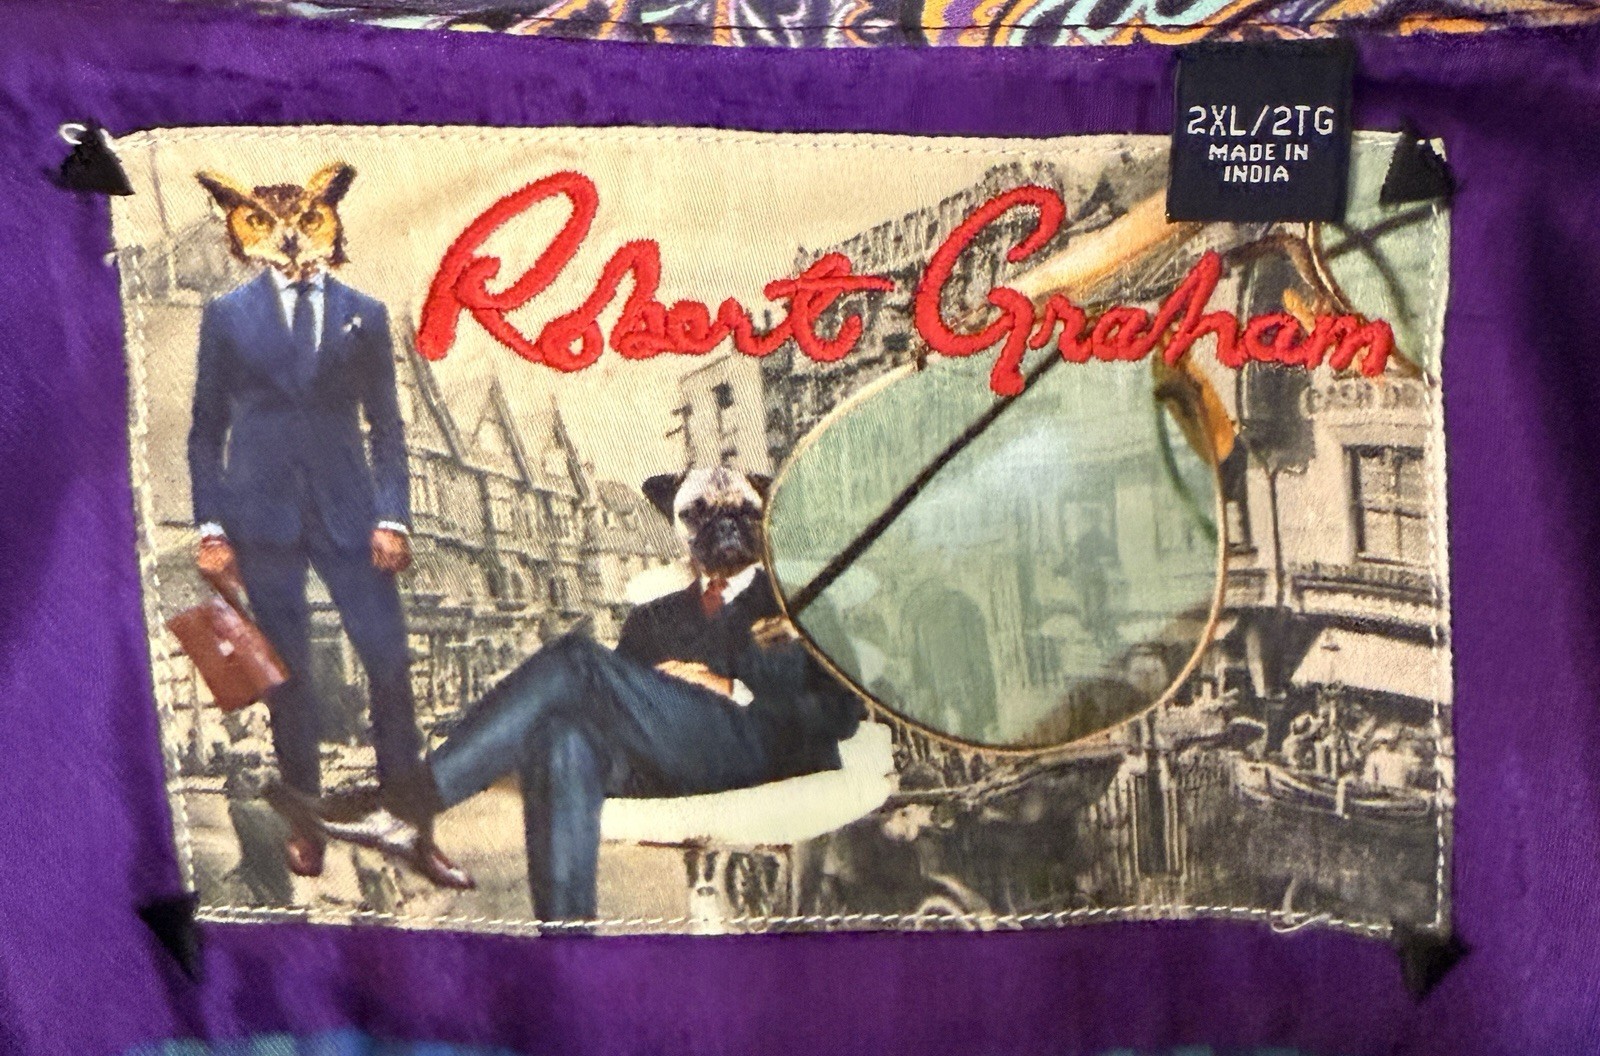 2XL/2TG
MADE IN
INDIA
Robert Graham